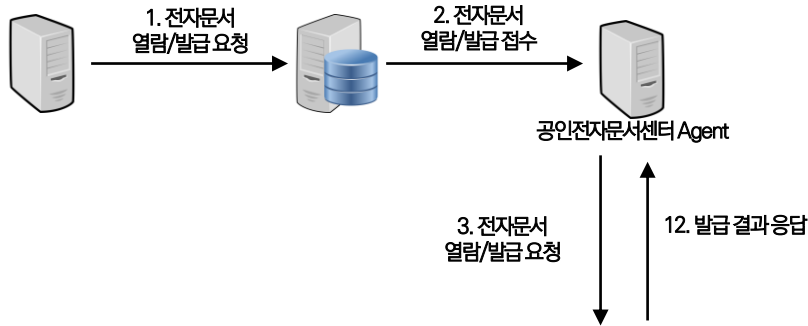 1. 전자문서
열람/발급 요청
2. 전자문서
열람/발급 접수
공인전자문서센터 Agent
3. 전자문서
열람/발급 요청
12. 발급 결과 응답